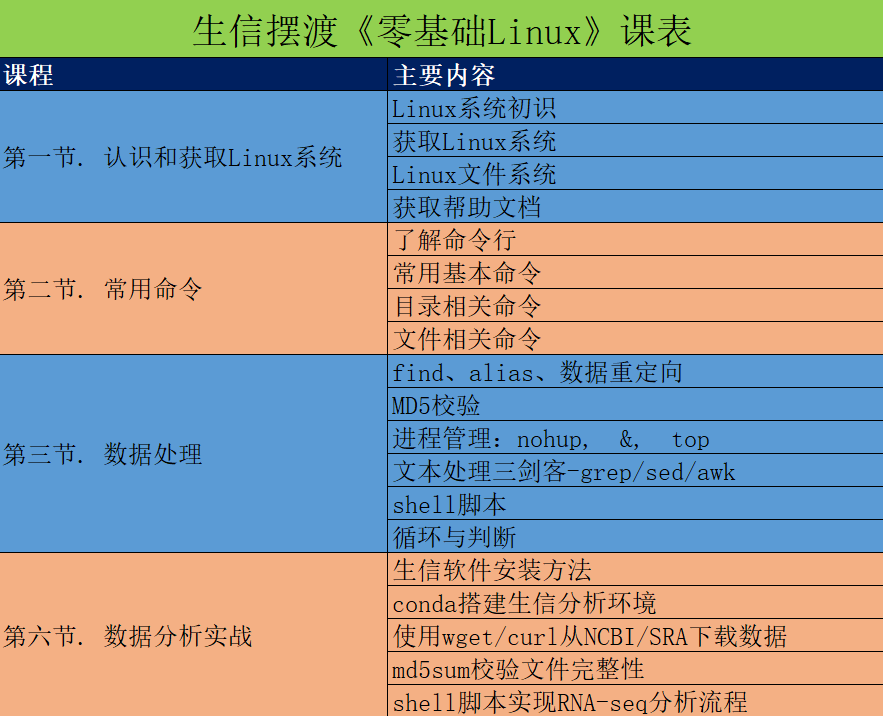 生信摆渡《零基础Linux》课表
课程 主要内容
第一节. 认识和获取Linux系统
Linux系统初识
获取Linux系统
Linux文件系统
获取帮助文档
第二节. 常用命令
了解命令行
常用基本命令
目录相关命令
文件相关命令
第三节. 数据处理
find、alias、数据重定向
MD5校验
进程管理: nohup, &, top
文本处理三剑客-grep/sed/awk
shell脚本
循环与判断
第六节. 数据分析实战
生信软件安装方法
conda搭建生信分析环境
使用wget/curl从NCBI/SRA下载数据
md5sum校验文件完整性
shell脚本实现RNA-seq分析流程